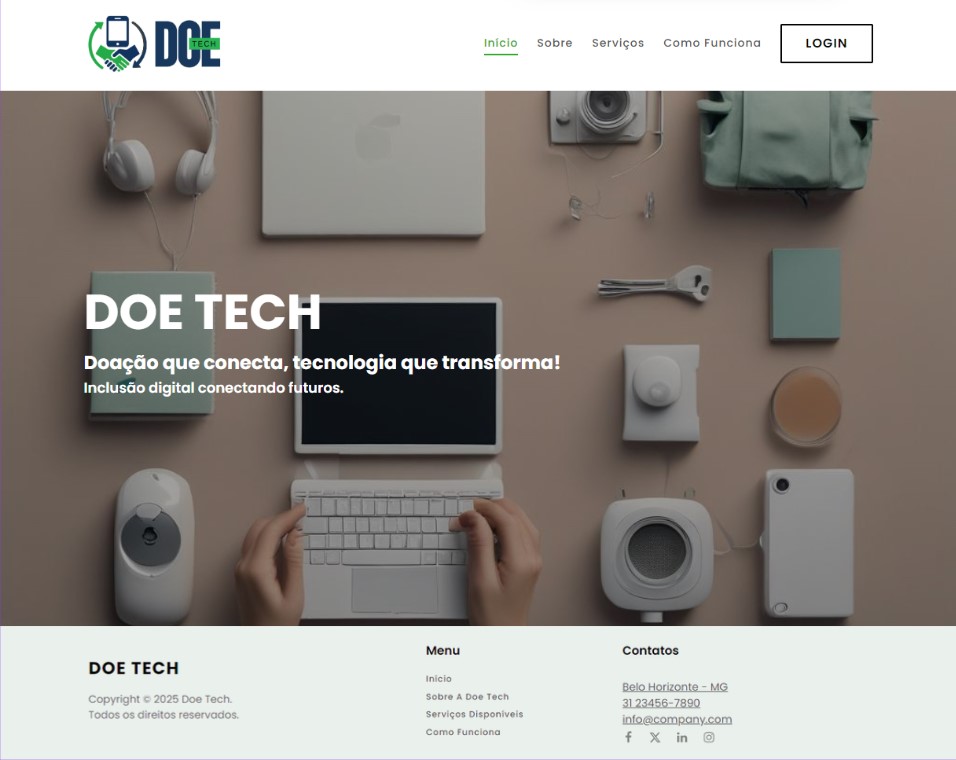 DOE
TECH
Início
Sobre
Serviços
Como Funciona
LOGIN
DOE TECH
Doação que conecta, tecnologia que transforma!
Inclusão digital conectando futuros.
DOE TECH
Copyright © 2025 Doe Tech.
Todos os direitos reservados.
Menu
Início
Sobre A Doe Tech
Serviços Disponíveis
Como Funciona
Contatos
Belo Horizonte - MG
31 23456-7890
info@company.com